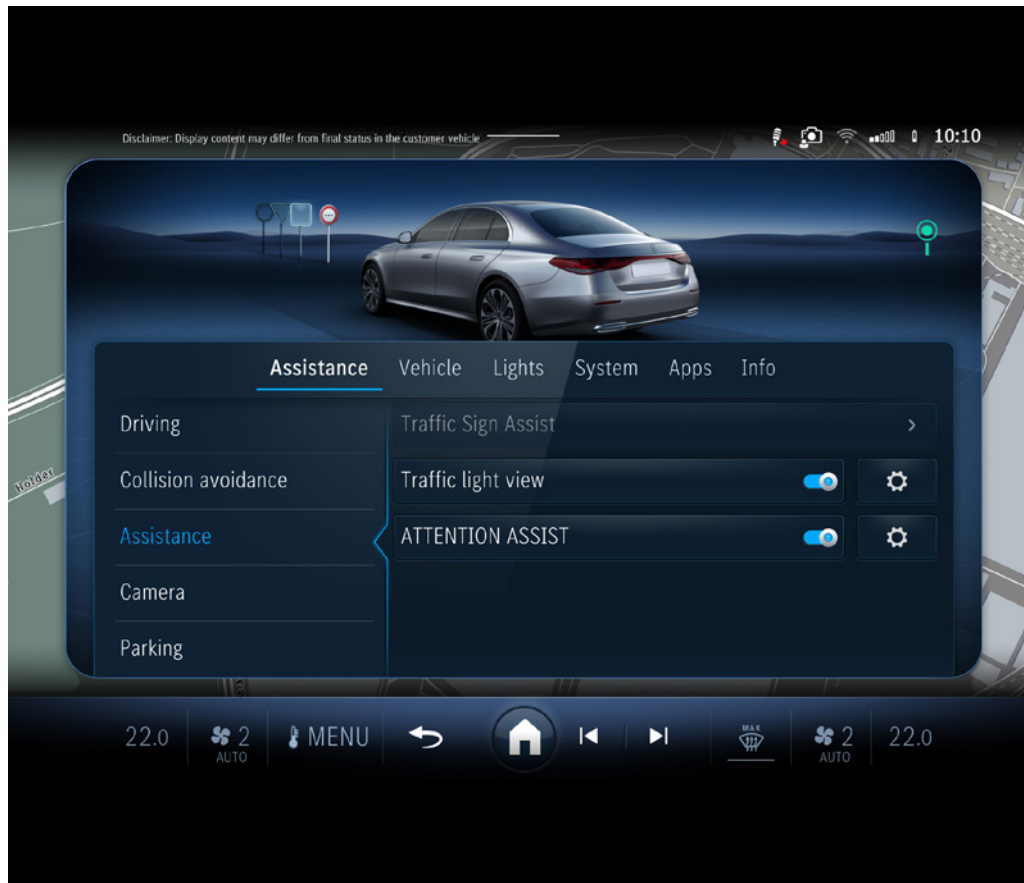 Disclaimer: Display content may differ from final status in the customer vehicle
10:10
Assistance Vehicle Lights System Apps Info
Driving
Traffic Sign Assist
Collision avoidance
Traffic light view
Assistance
ATTENTION ASSIST
Camera
Parking
Holder
22.0 2 AUTO MENU MAX 2 AUTO 22.0